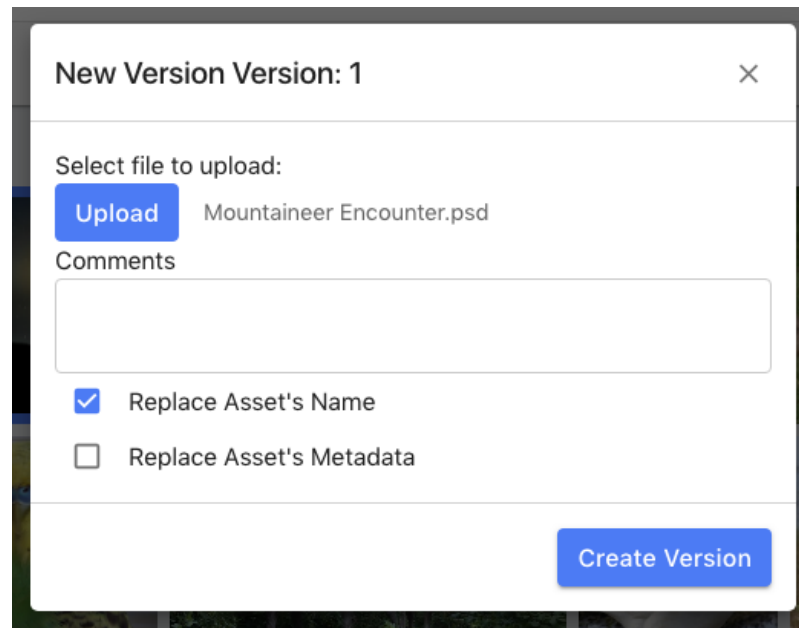 New Version Version: 1
Select file to upload:
Upload Mountaineer Encounter.psd
Comments
Replace Asset's Name
Replace Asset's Metadata
Create Version